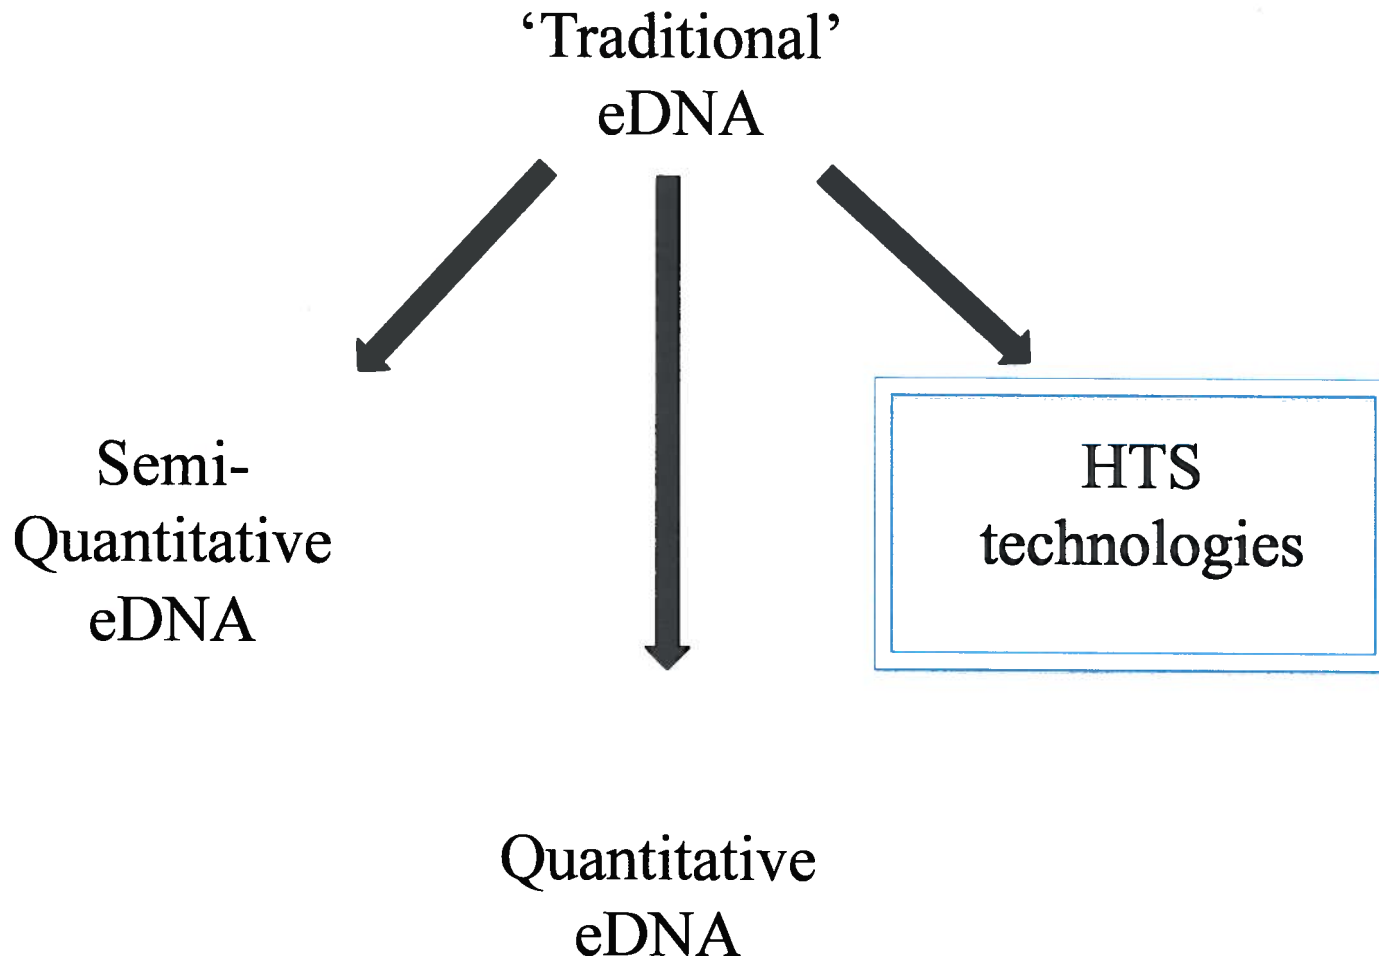 ‘Traditional’
eDNA
Semi-
Quantitative
eDNA
HTS
technologies
Quantitative
eDNA